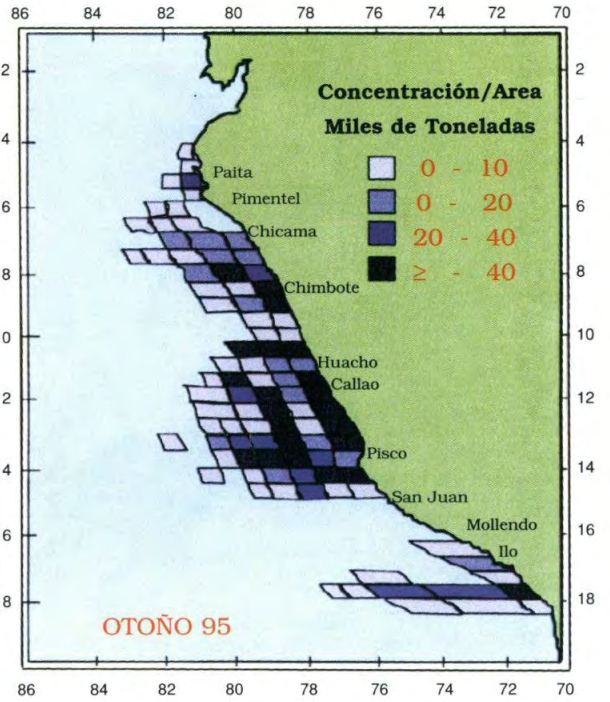 86 84 82 80 78 76 74 72 70
Concentración/Area
Miles de Toneladas
0 - 10
0 - 20
20 - 40
≥ - 40
2 2
4 4
Paita
6 Pimentel 6
Chicama
8 8
Chimbote
0 10
Huacho
Callao
2 12
Pisco
4 14
San Juan
Mollendo
6 16
Ilo
8 18
OTOÑO 95
86 84 82 80 78 76 74 72 70